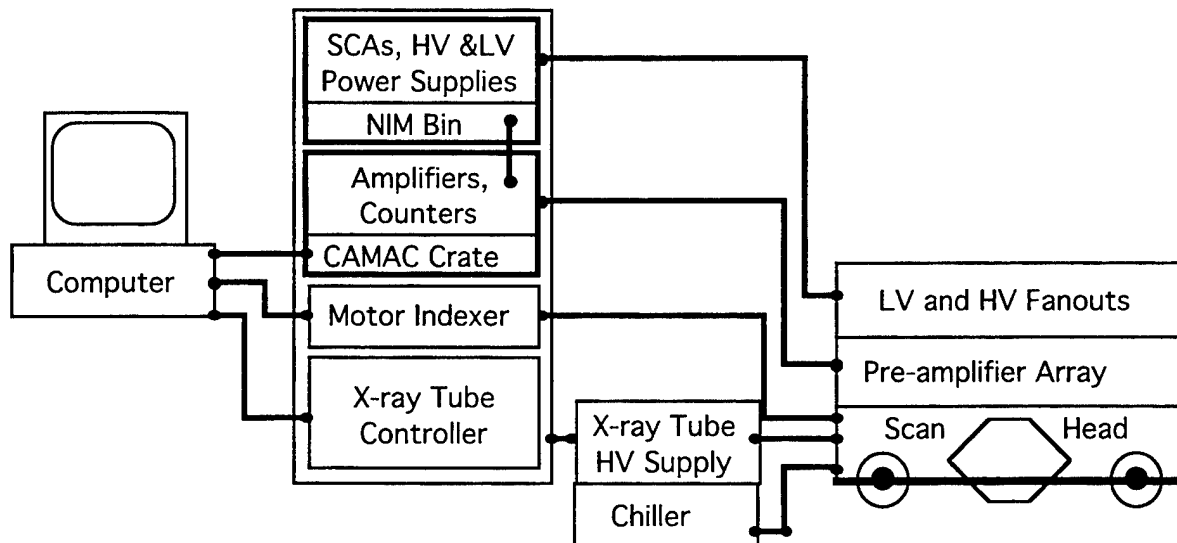 SCAs, HV &LV
Power Supplies
NIM Bin
Amplifiers,
Counters
CAMAC Crate
Computer
Motor Indexer
X-ray Tube
Controller
X-ray Tube
HV Supply
Chiller
LV and HV Fanouts
Pre-amplifier Array
Scan Head